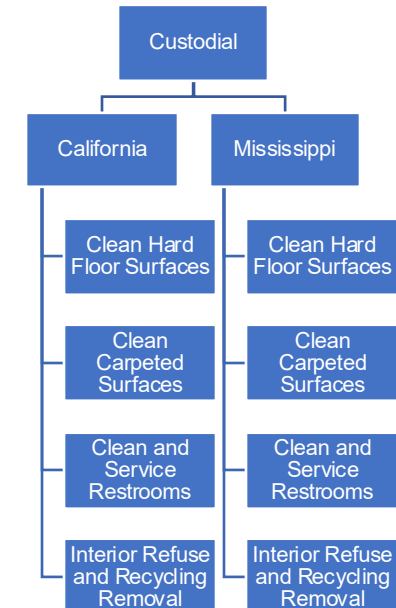 Custodial
California
Mississippi
Clean Hard
Floor Surfaces
Clean
Carpeted
Surfaces
Clean and
Service
Restrooms
Interior Refuse
and Recycling
Removal
Clean Hard
Floor Surfaces
Clean
Carpeted
Surfaces
Clean and
Service
Restrooms
Interior Refuse
and Recycling
Removal